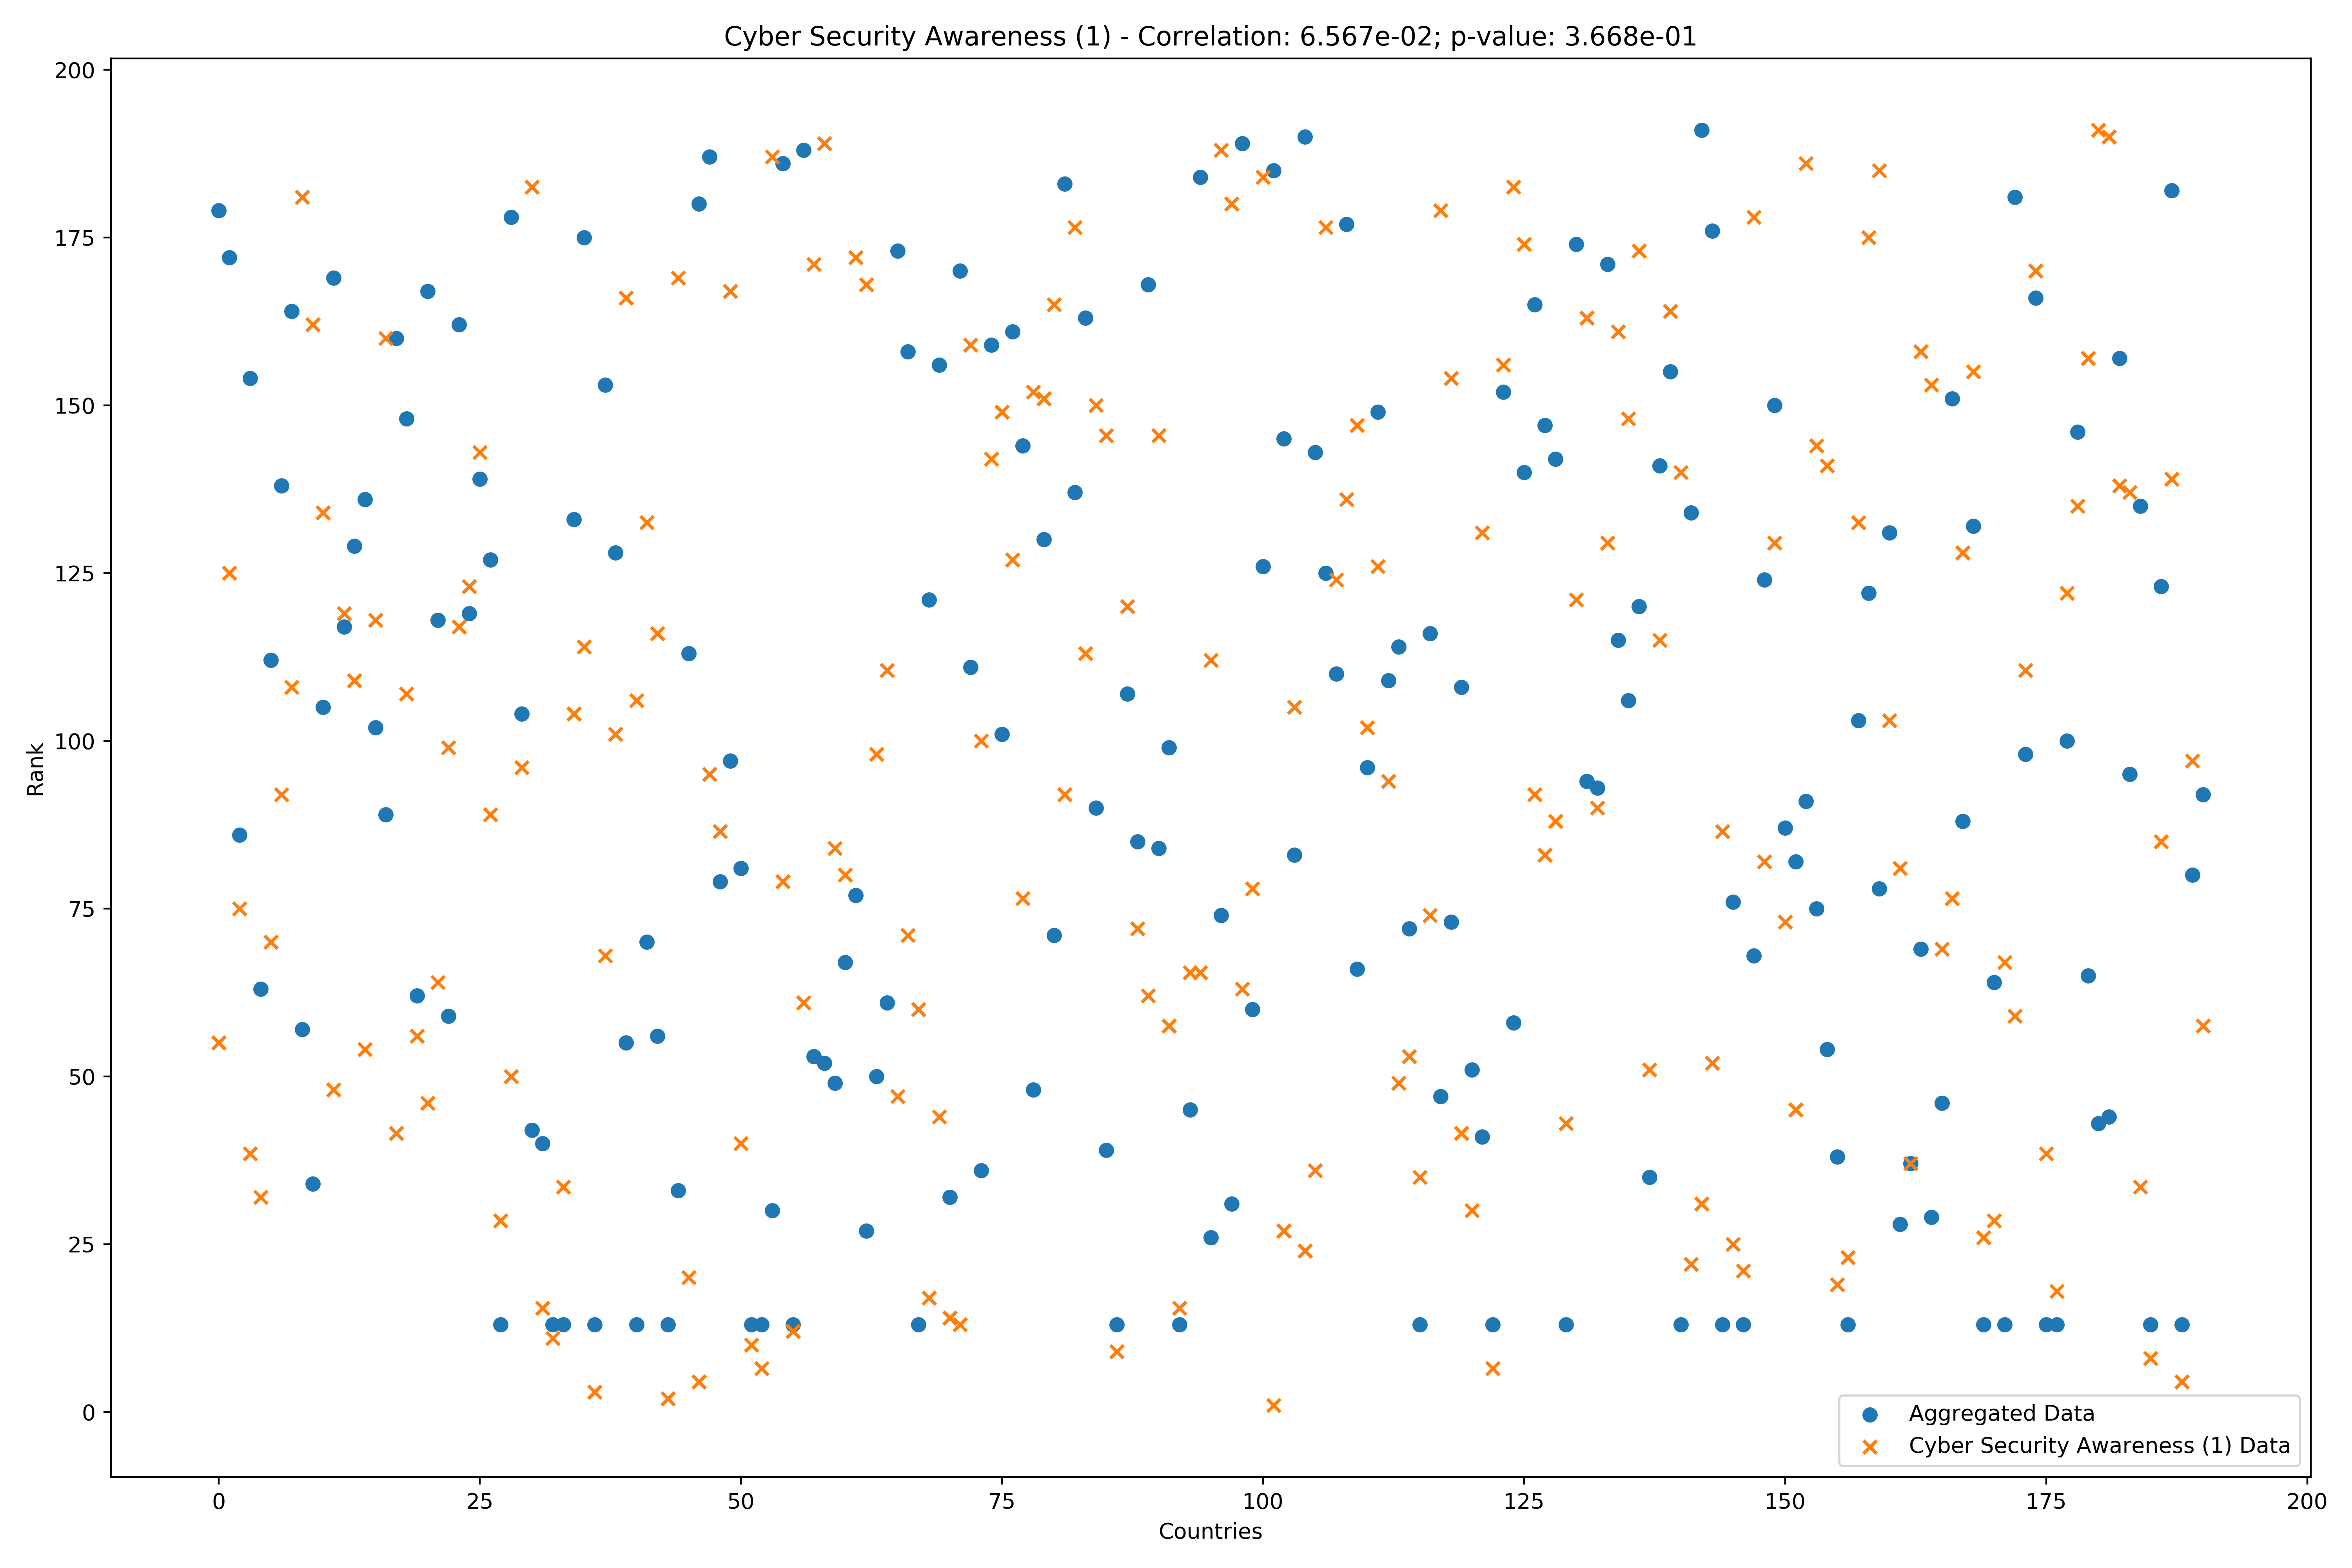 Cyber Security Awareness (1) - Correlation: 6.567e-02; p-value: 3.668e-01
200
175
150
125
100
75
50
25
0
Rank
0 25 50 75 100 125 150 175 200
Countries
Aggregated Data
Cyber Security Awareness (1) Data